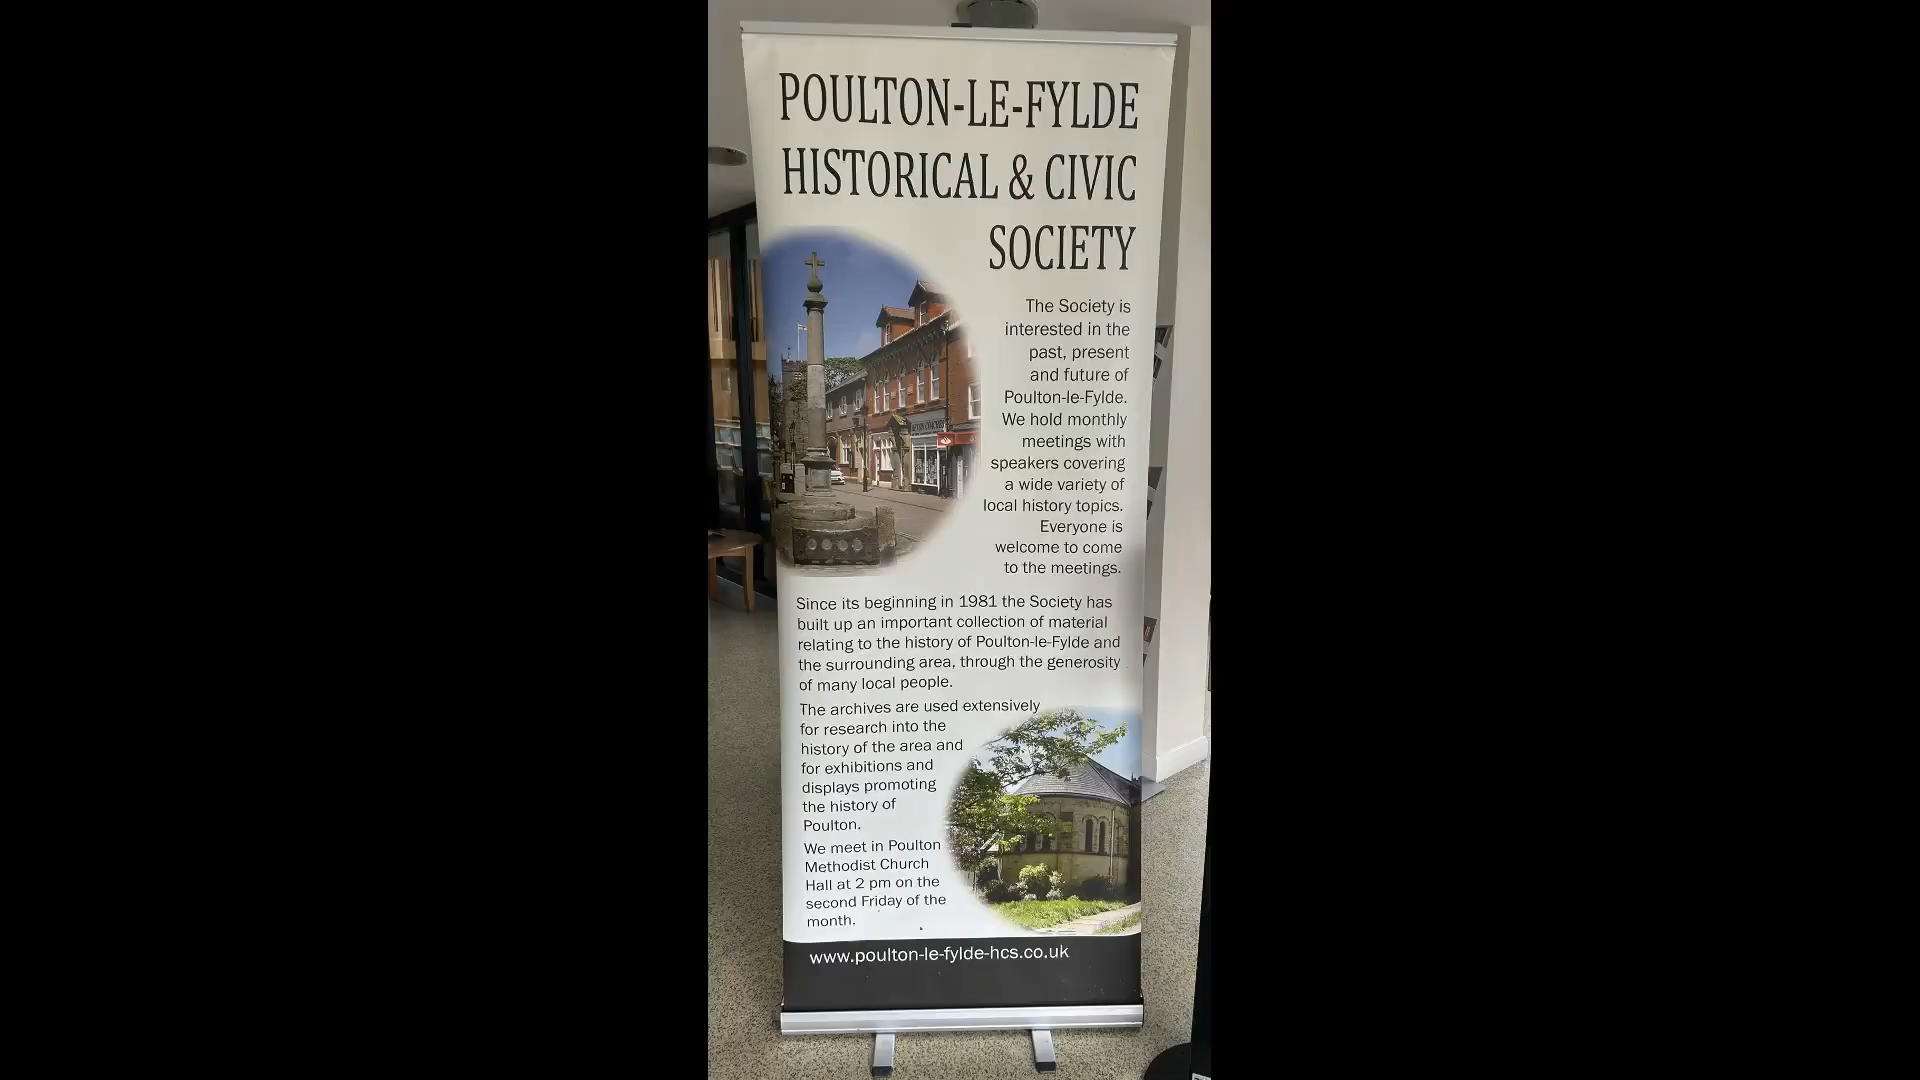 POULTON-LE-FYLDE
HISTORICAL & CIVIC
SOCIETY
The Society is
interested in the
past, present
and future of
Poulton-le-Fylde.
We hold monthly
meetings with
speakers covering
a wide variety of
local history topics.
Everyone is
welcome to come
to the meetings.
Since its beginning in 1981 the Society has
built up an important collection of material
relating to the history of Poulton-le-Fylde and
the surrounding area, through the generosity
of many local people.
The archives are used extensively
for research into the
history of the area and
for exhibitions and
displays promoting
the history of
Poulton.
We meet in Poulton
Methodist Church
Hall at 2 pm on the
second Friday of the
month.
www.poulton-le-fylde-hcs.co.uk